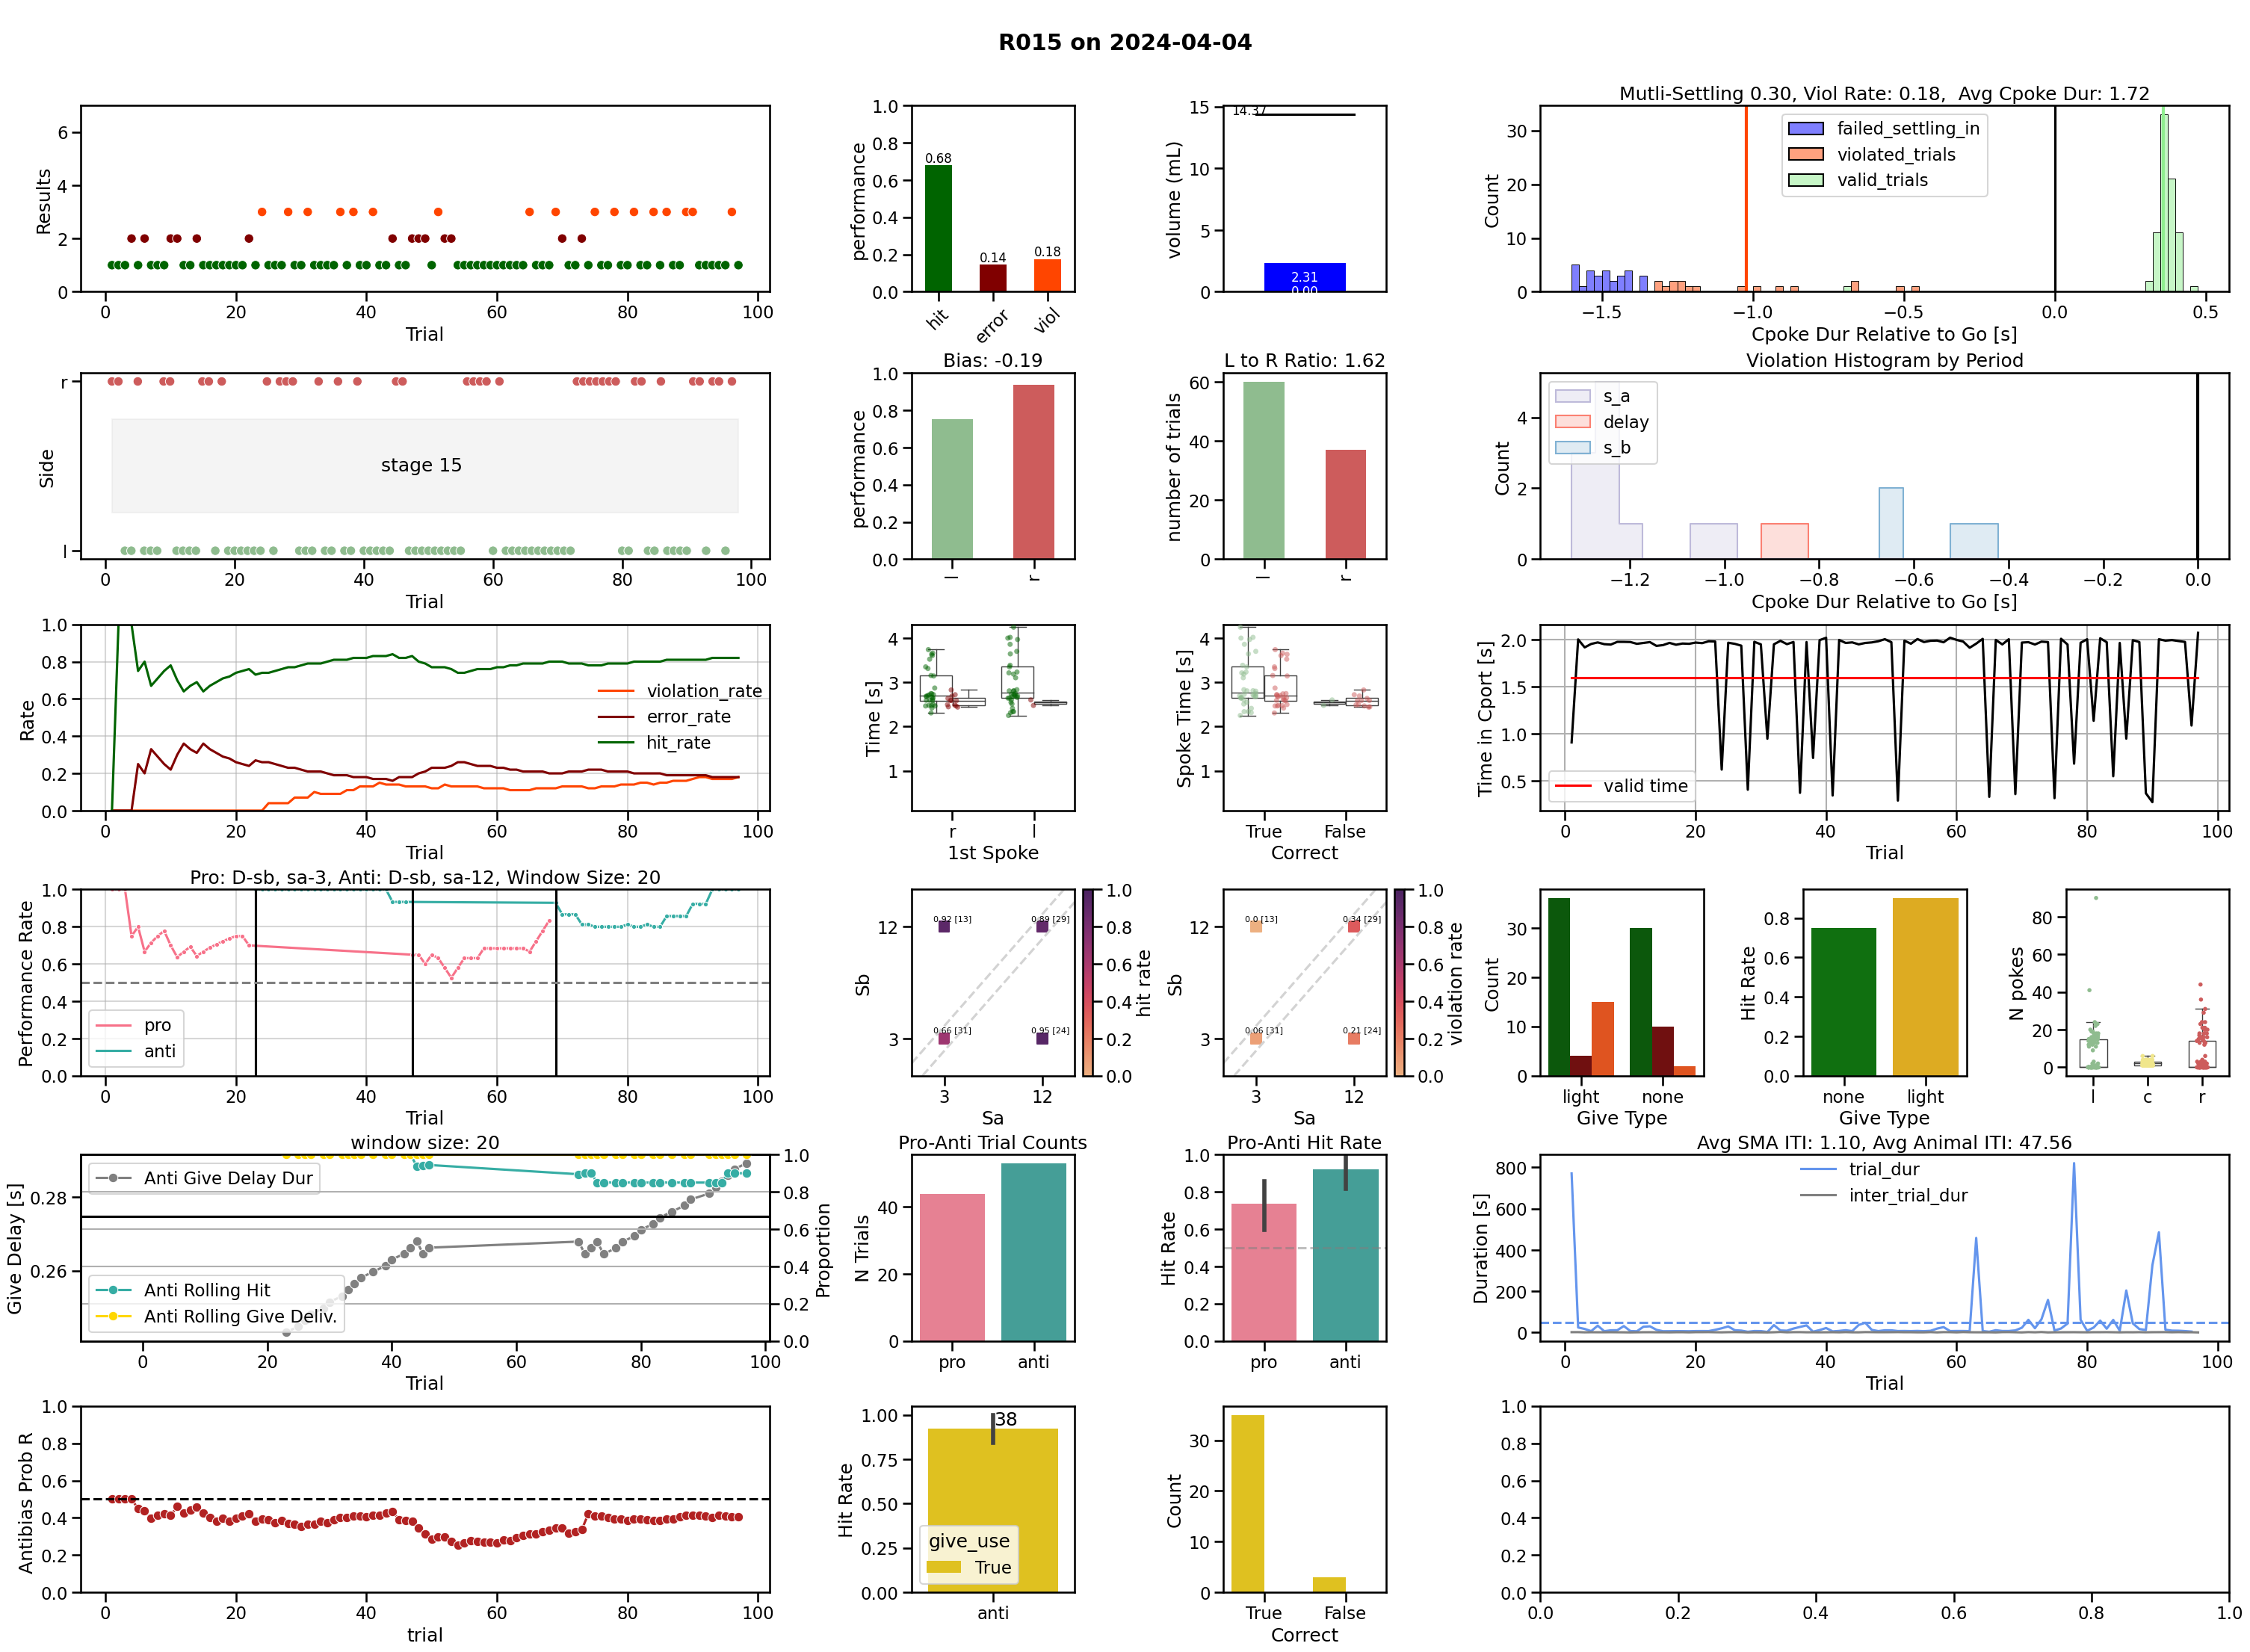 R015 on 2024-04-04
Results
0 2 4 6
0 20 40 60 80 100
Trial
performance
0.0 0.2 0.4 0.6 0.8 1.0
0.68 0.14 0.18
hit error viol
volume (mL)
0 5 10 15
14.37
2.31
0.00
Mutli-Settling 0.30, Viol Rate: 0.18,  Avg Cpoke Dur: 1.72
Count
0 10 20 30
failed_settling_in
violated_trials
valid_trials
−1.5 −1.0 −0.5 0.0 0.5
Cpoke Dur Relative to Go [s]
Side
r
stage 15
l
0 20 40 60 80 100
Trial
Bias: -0.19
performance
0.0 0.2 0.4 0.6 0.8 1.0
l r
L to R Ratio: 1.62
number of trials
0 20 40 60
l r
Violation Histogram by Period
Count
0 2 4
s_a
delay
s_b
−1.2 −1.0 −0.8 −0.6 −0.4 −0.2 0.0
Cpoke Dur Relative to Go [s]
Rate
0.0 0.2 0.4 0.6 0.8 1.0
violation_rate
error_rate
hit_rate
0 20 40 60 80 100
Trial
Time [s]
1 2 3 4
r l
1st Spoke
Spoke Time [s]
1 2 3 4
True False
Correct
Time in Cport [s]
0.5 1.0 1.5 2.0
valid time
0 20 40 60 80 100
Trial
Pro: D-sb, sa-3, Anti: D-sb, sa-12, Window Size: 20
Performance Rate
0.0 0.2 0.4 0.6 0.8 1.0
pro
anti
0 20 40 60 80 100
Trial
Sb
12
3
0.92 [13] 0.89 [29]
0.66 [31] 0.95 [24]
3 12
Sa
0.0 0.2 0.4 0.6 0.8 1.0
hit rate
Sb
12
3
0.0 [13] 0.34 [29]
0.06 [31] 0.21 [24]
3 12
Sa
0.0 0.2 0.4 0.6 0.8 1.0
violation rate
Count
0 10 20 30
light none
Give Type
Hit Rate
0.0 0.2 0.4 0.6 0.8
none light
Give Type
N pokes
0 20 40 60 80
l c r
window size: 20
Give Delay [s]
0.26 0.28
Anti Give Delay Dur
Anti Rolling Hit
Anti Rolling Give Deliv.
0.0 0.2 0.4 0.6 0.8 1.0
Proportion
0 20 40 60 80 100
Trial
Pro-Anti Trial Counts
N Trials
0 20 40
pro anti
Pro-Anti Hit Rate
Hit Rate
0.0 0.2 0.4 0.6 0.8 1.0
pro anti
Avg SMA ITI: 1.10, Avg Animal ITI: 47.56
Duration [s]
0 200 400 600 800
trial_dur
inter_trial_dur
0 20 40 60 80 100
Trial
Antibias Prob R
0.0 0.2 0.4 0.6 0.8 1.0
0 20 40 60 80 100
trial
Hit Rate
0.00 0.25 0.50 0.75 1.00
38
give_use
True
anti
Count
0 10 20 30
True False
Correct
0.0 0.2 0.4 0.6 0.8 1.0
0.0 0.2 0.4 0.6 0.8 1.0